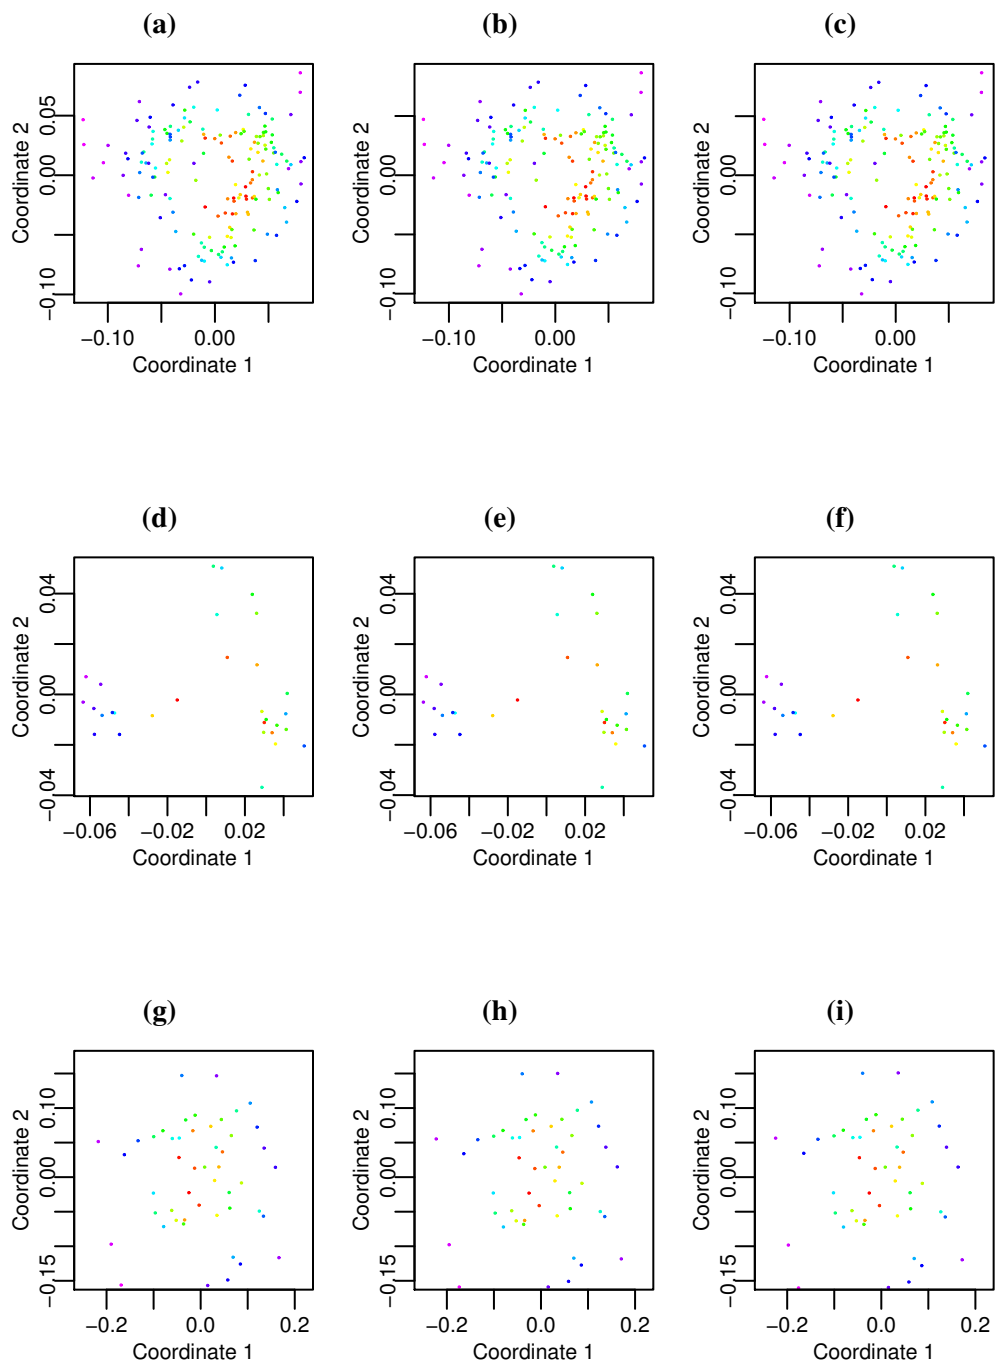 (a) (b) (c)
Coordinate 2 Coordinate 2 Coordinate 2
0.05
0.00 0.00 0.00
−0.10 −0.10 −0.10
−0.10 0.00 −0.10 0.00 −0.10 0.00
Coordinate 1 Coordinate 1 Coordinate 1
(d) (e) (f)
Coordinate 2 Coordinate 2 Coordinate 2
0.04 0.04 0.04
0.00 0.00 0.00
−0.04 −0.04 −0.04
−0.06 −0.02 0.02 −0.06 −0.02 0.02 −0.06 −0.02 0.02
Coordinate 1 Coordinate 1 Coordinate 1
(g) (h) (i)
Coordinate 2 Coordinate 2 Coordinate 2
0.10 0.10 0.10
0.00 0.00 0.00
−0.15 −0.15 −0.15
−0.2 0.0 0.2 −0.2 0.0 0.2 −0.2 0.0 0.2
Coordinate 1 Coordinate 1 Coordinate 1